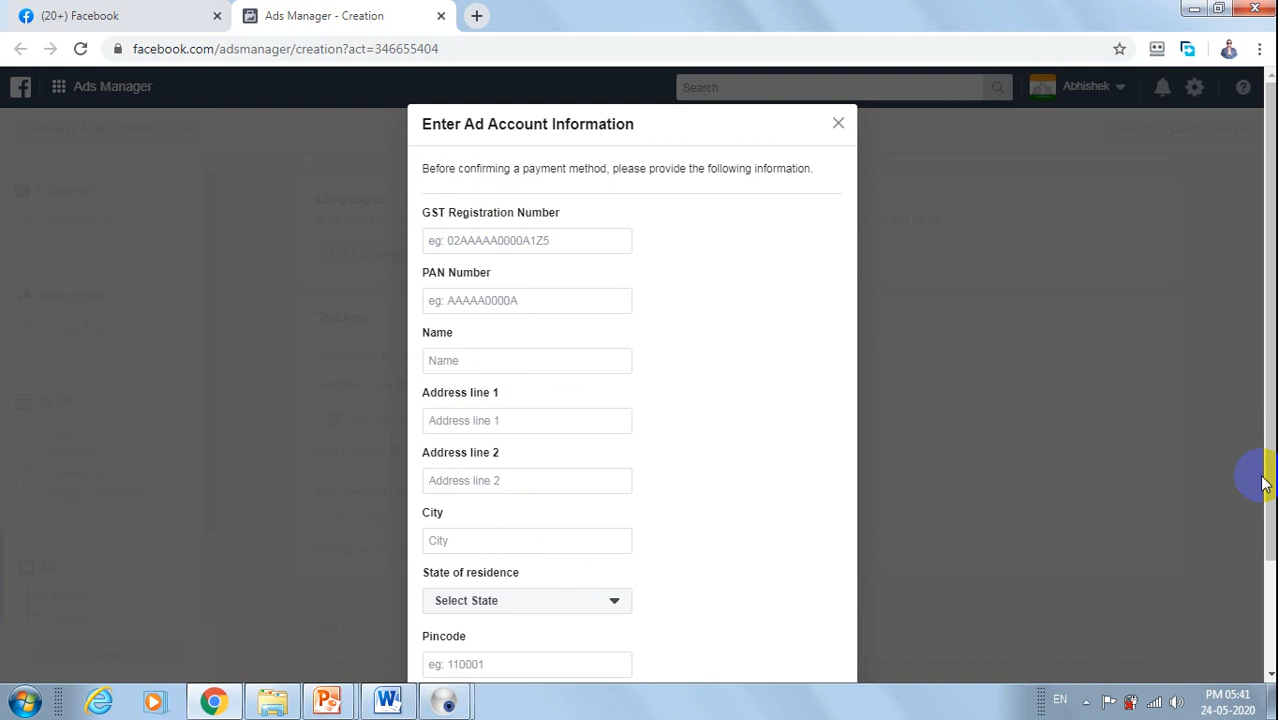 (20+) Facebook
Ads Manager - Creation
facebook.com/adsmanager/creation?act=346655404
Ads Manager
Search
Abhishek
Enter Ad Account Information
Before confirming a payment method, please provide the following information.
GST Registration Number
eg: 02AAAAA0000A1Z5
PAN Number
eg: AAAAA0000A
Name
Name
Address line 1
Address line 1
Address line 2
Address line 2
City
City
State of residence
Select State
Pincode
eg: 110001
Languages
Tracking
EN
PM 05:41
24-05-2020